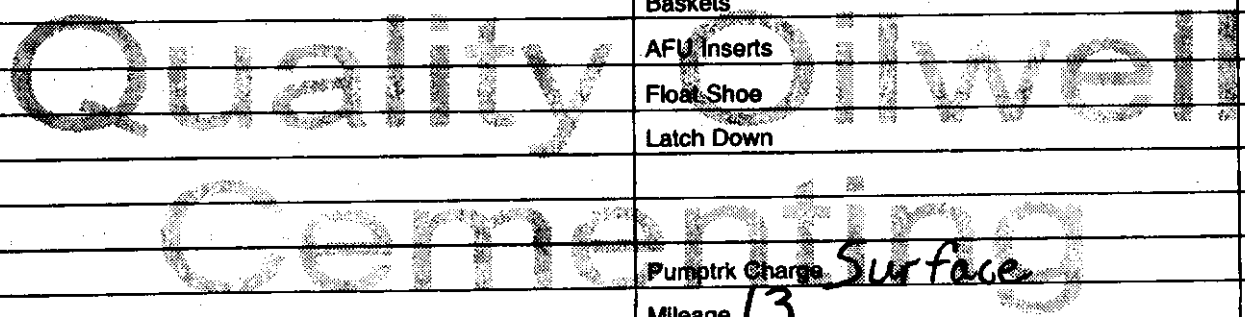 Baskets
AFU Inserts
Quality Oilwell
Float Shoe
Latch Down
Cementing
Pumptrk Charge Surface
Mileage 13